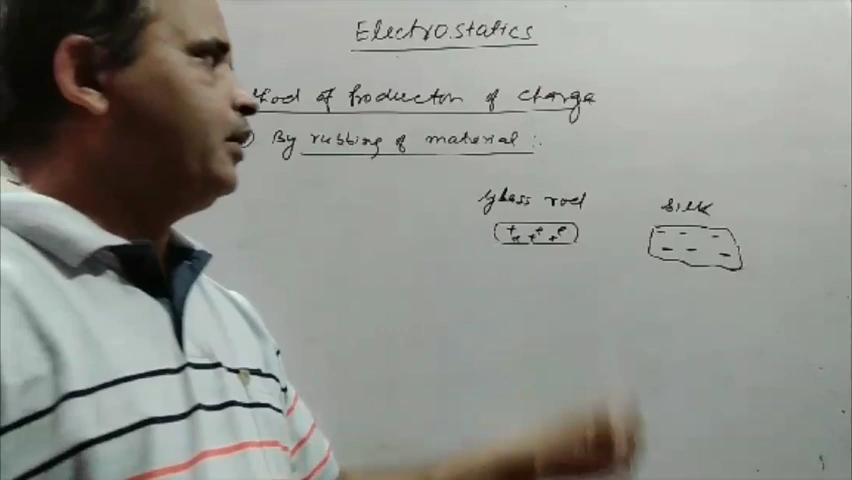 Electrostatics
thod of Production of Charge
) By rubbing of material :
Glass rod Silk
+ + e + e
- - -
- - -